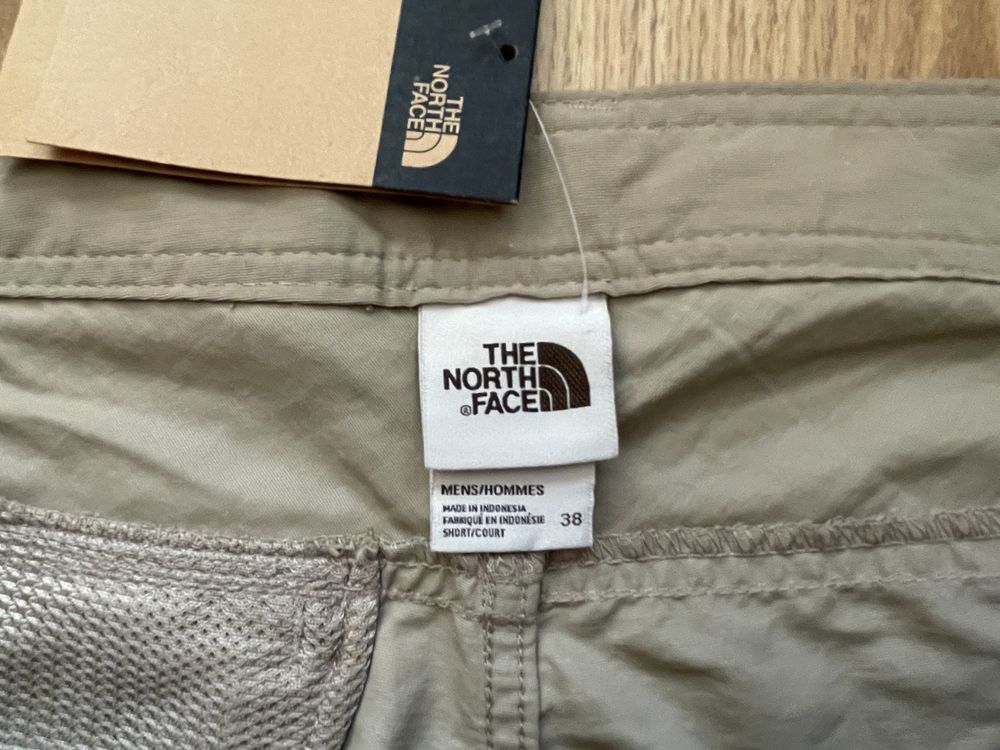 THE
NORTH
FACE
THE
NORTH
®FACE
MENS/HOMMES
MADE IN INDONESIA
FABRIQUÉ EN INDONÉSIE
SHORT/COURT
38